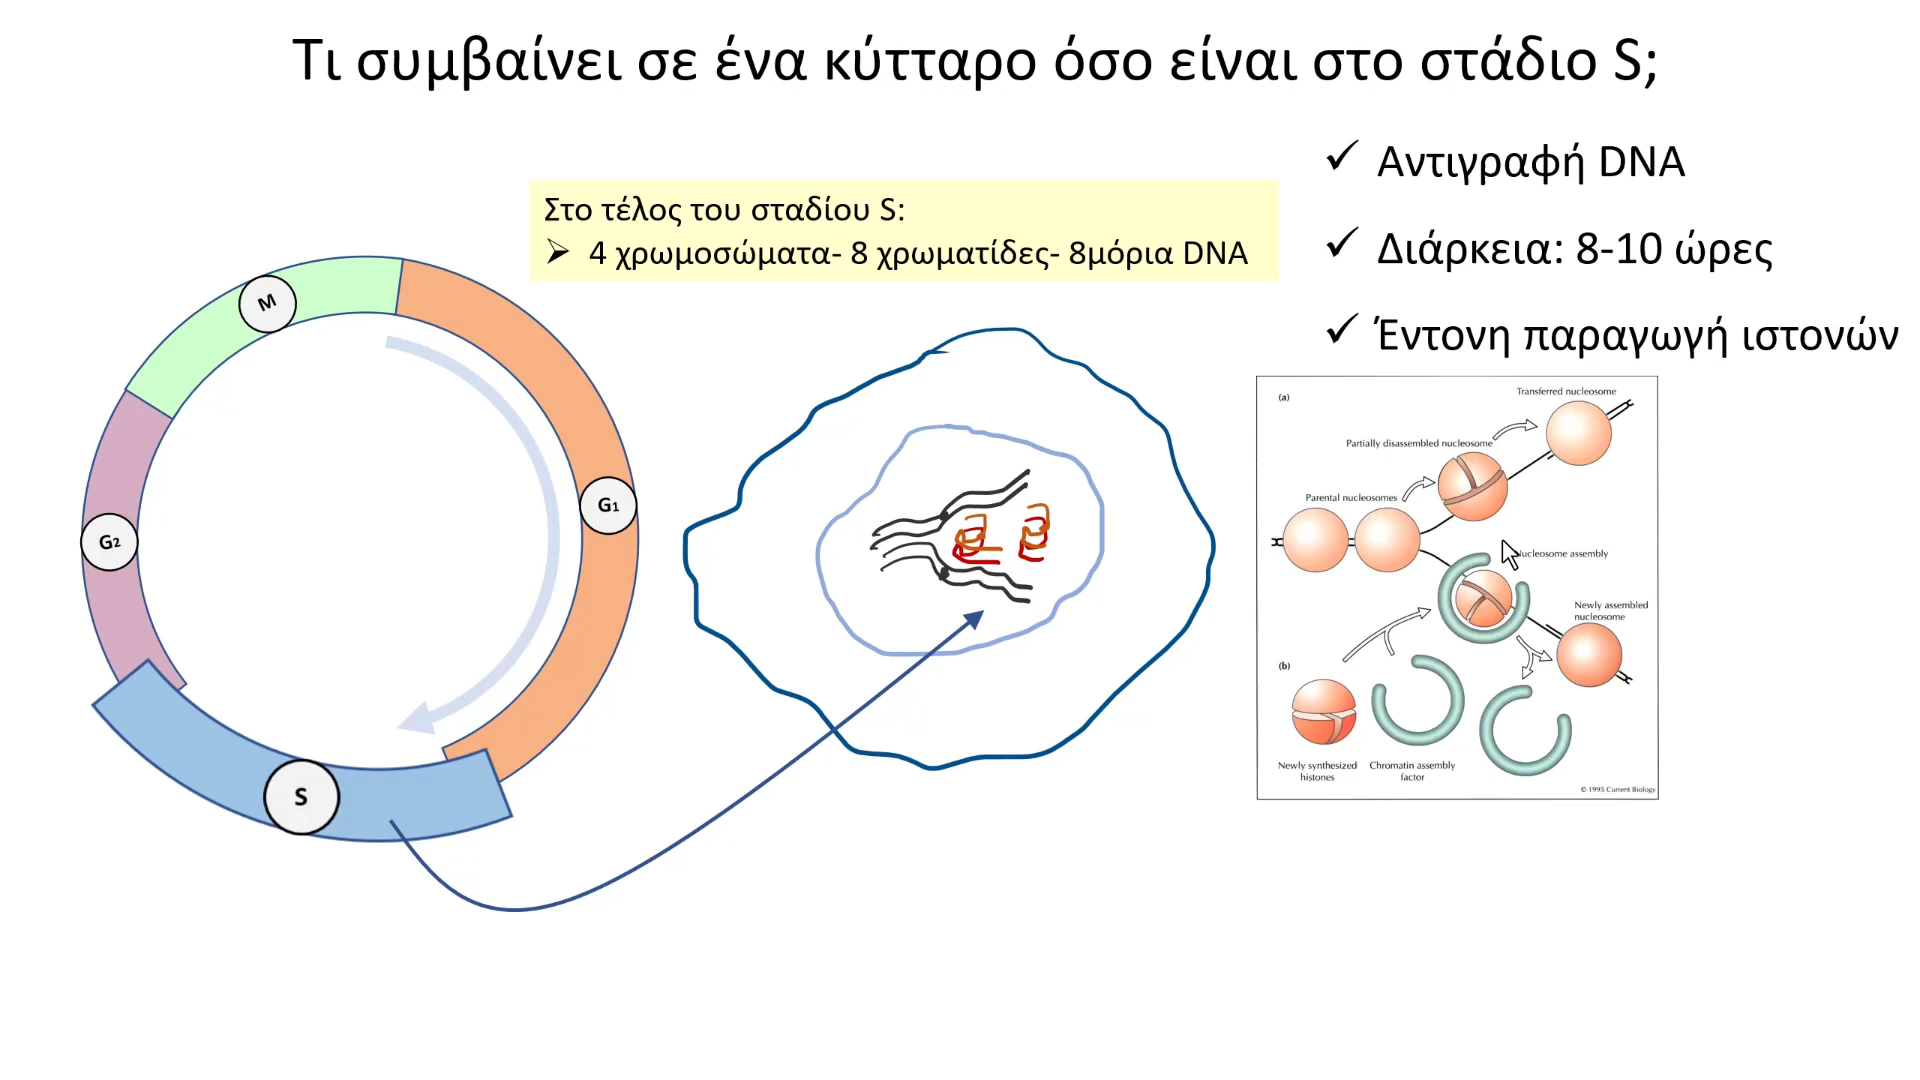 Τι συμβαίνει σε ένα κύτταρο όσο είναι στο στάδιο S;
✓ Αντιγραφή DNA
✓ Διάρκεια: 8-10 ώρες
✓ Έντονη παραγωγή ιστονών
Στο τέλος του σταδίου S:
➢ 4 χρωμοσώματα- 8 χρωματίδες- 8μόρια DNA
M
G1
G2
S
(a)
Transferred nucleosome
Partially disassembled nucleosome
Parental nucleosomes
Nucleosome assembly
Newly assembled
nucleosome
(b)
Newly synthesized
histones
Chromatin assembly
factor
© 1995 Current Biology